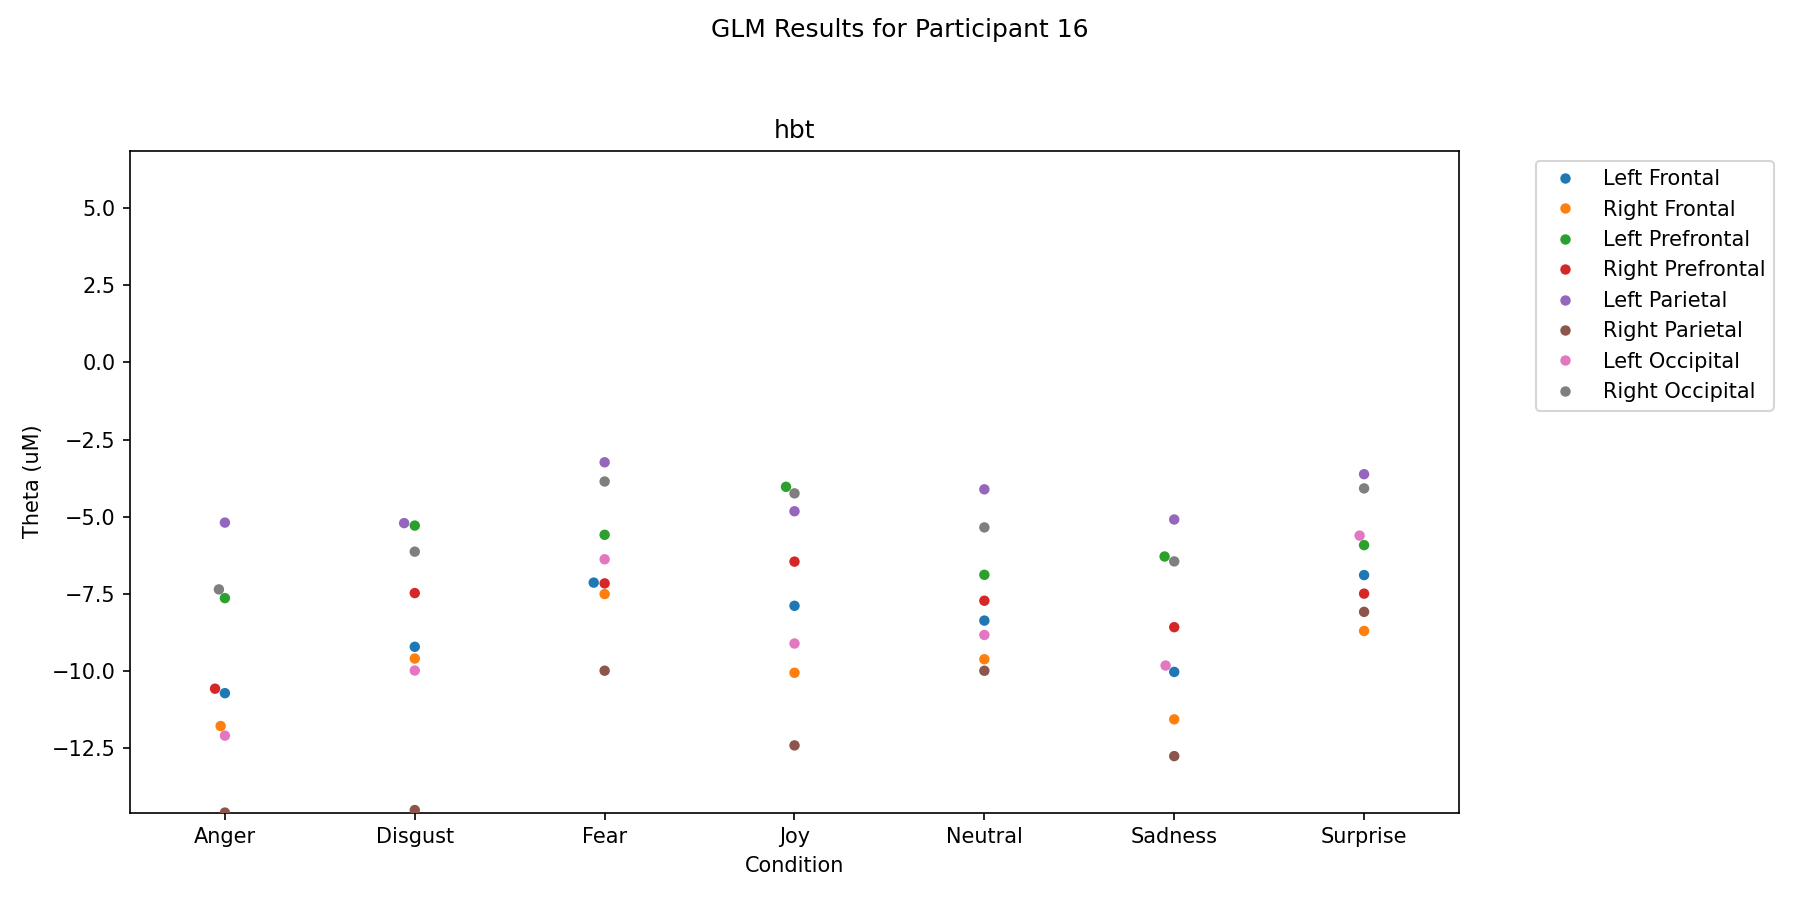 GLM Results for Participant 16
hbt
5.0
2.5
0.0
−2.5
−5.0
−7.5
−10.0
−12.5
Theta (uM)
Anger
Disgust
Fear
Joy
Neutral
Sadness
Surprise
Condition
Left Frontal
Right Frontal
Left Prefrontal
Right Prefrontal
Left Parietal
Right Parietal
Left Occipital
Right Occipital